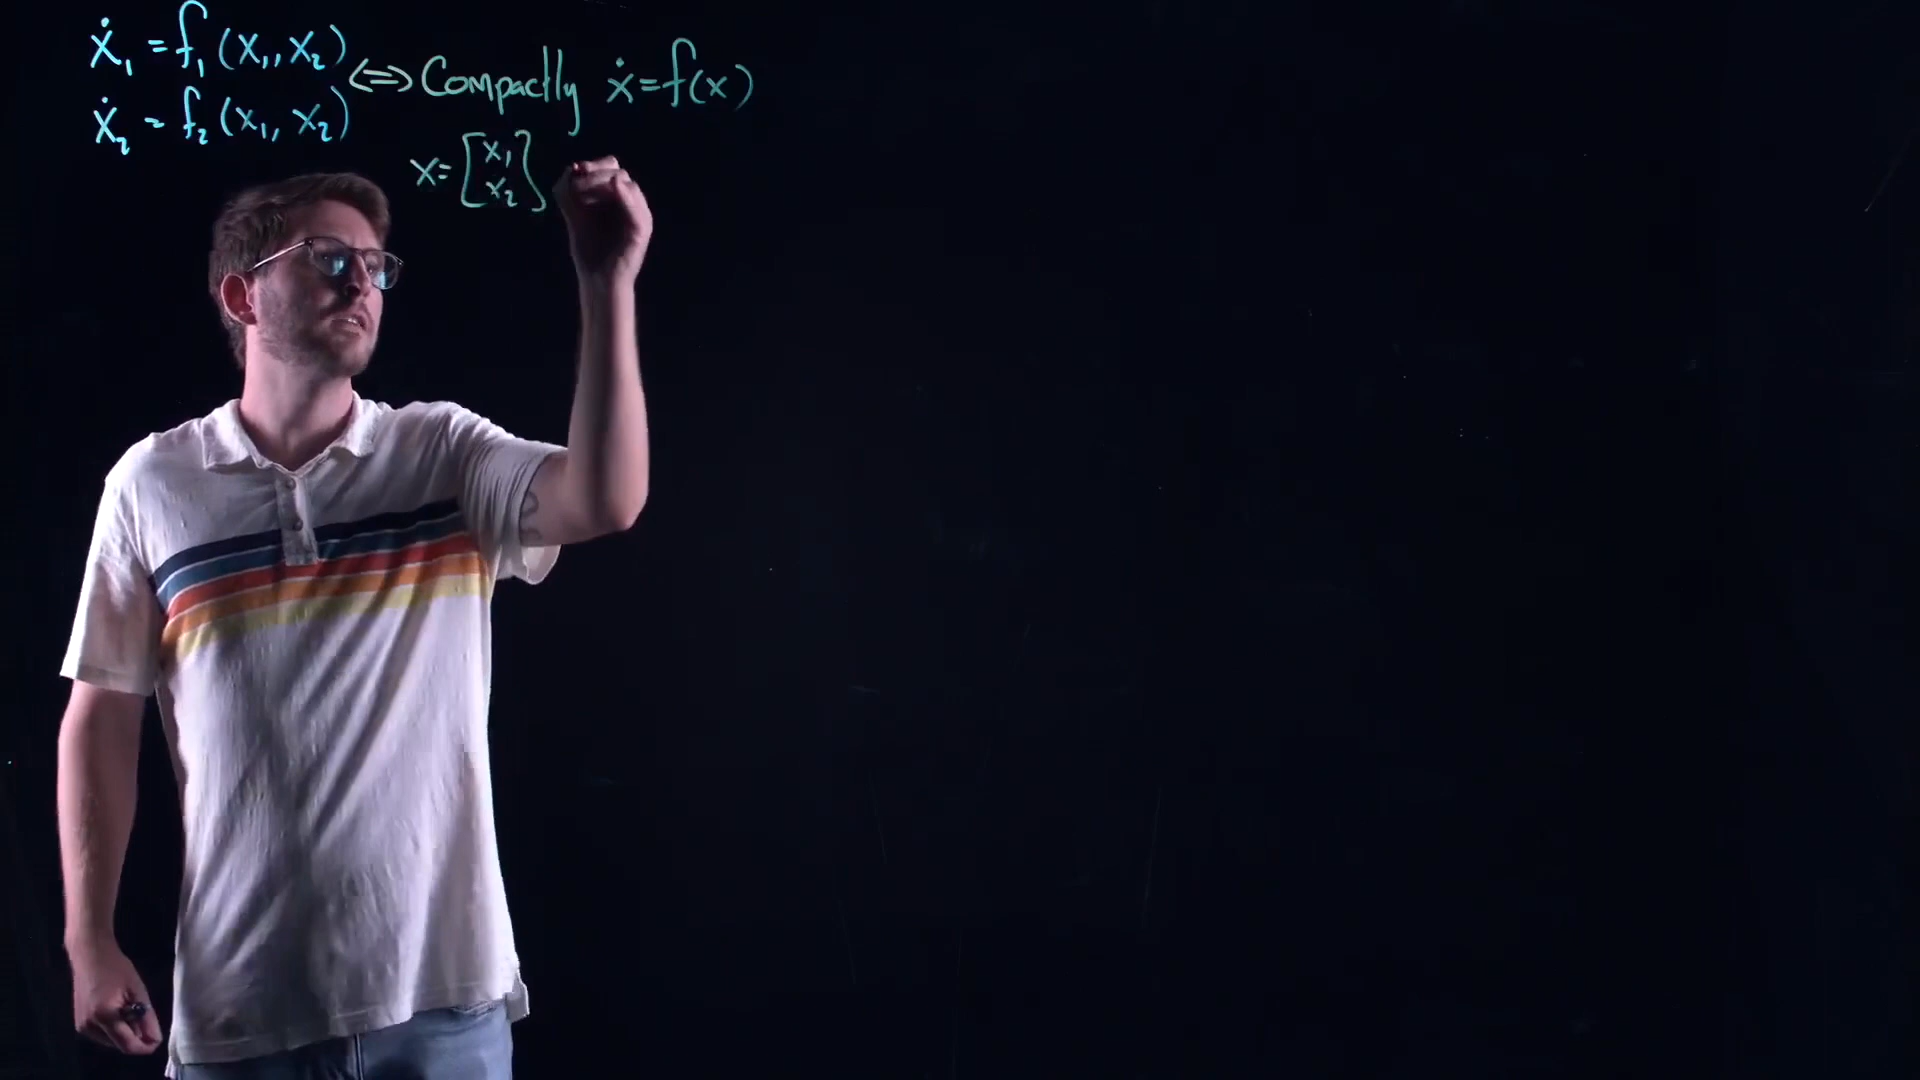 ẋ₁ = f₁(x₁, x₂)
ẋ₂ = f₂(x₁, x₂)
⇔ Compactly ẋ = f(x)
x = [x₁
x₂]